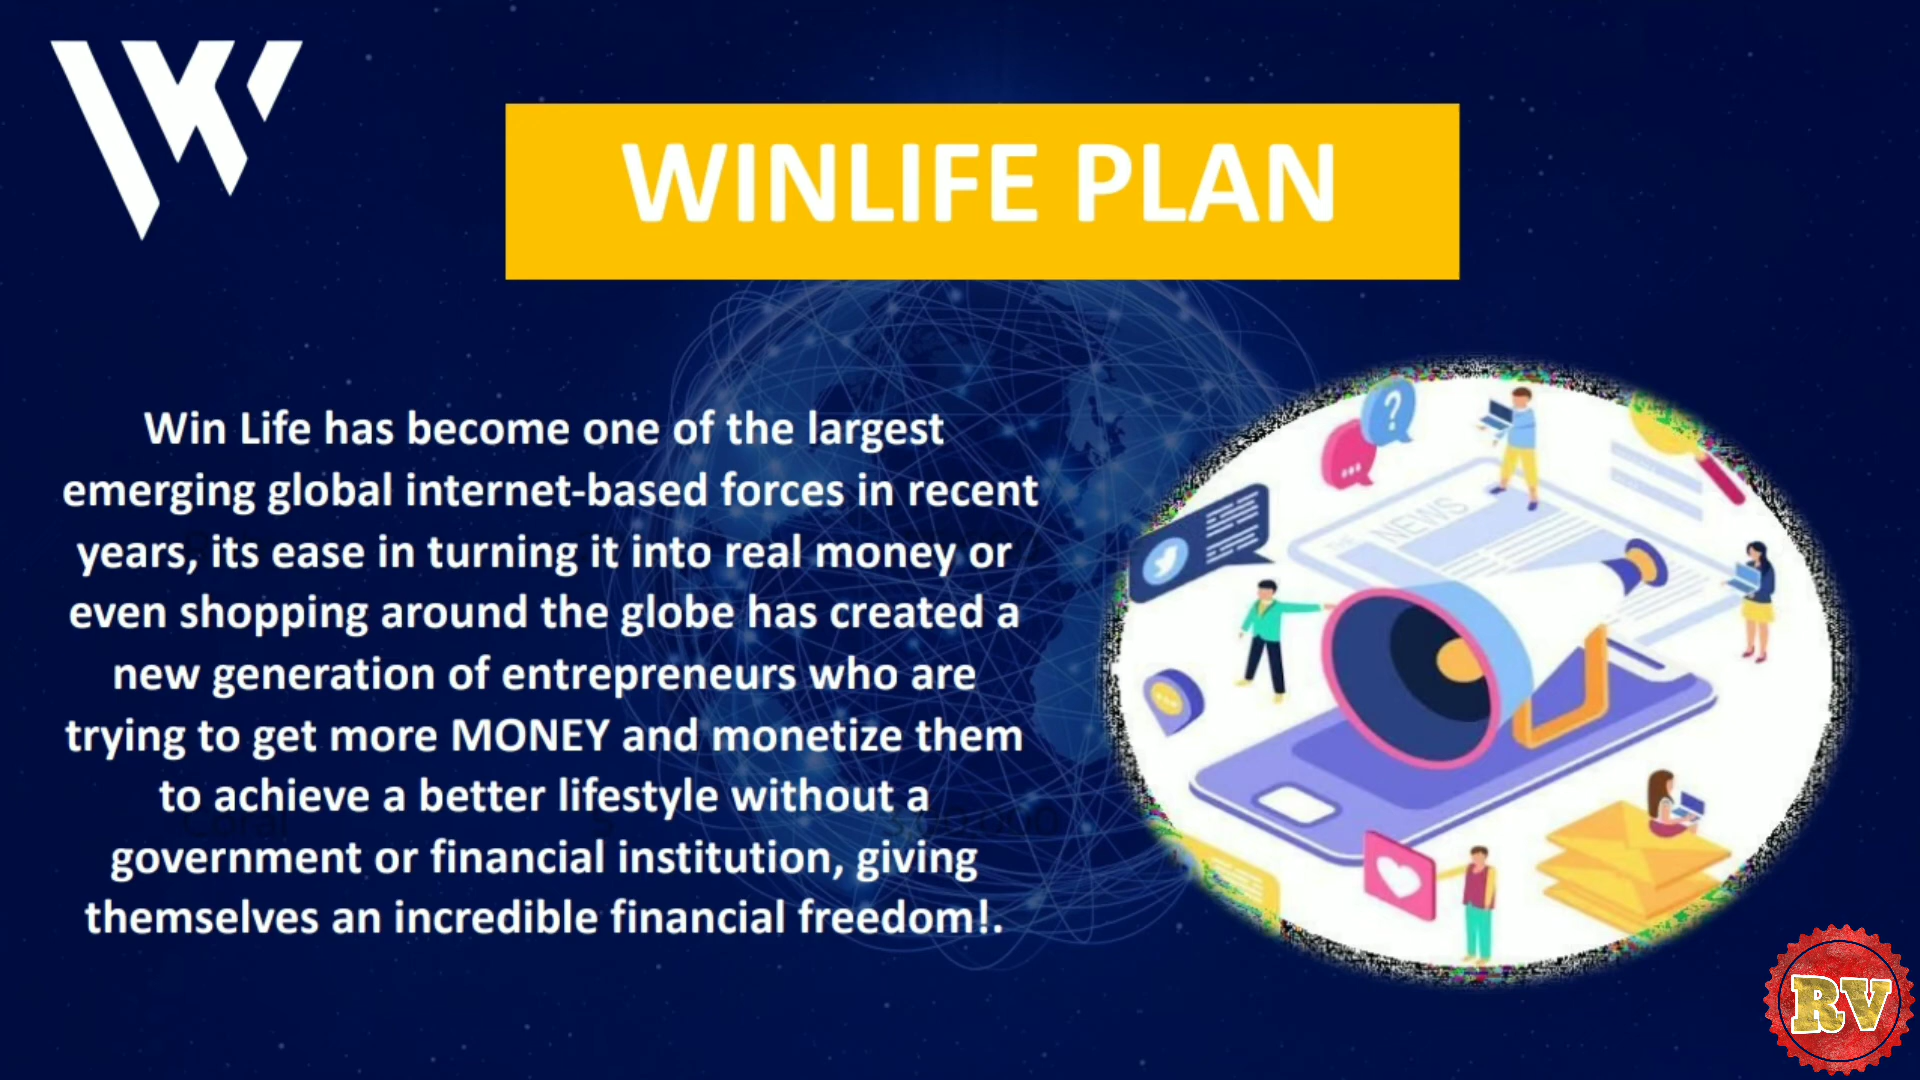 WINLIFE PLAN
Win Life has become one of the largest
emerging global internet-based forces in recent
years, its ease in turning it into real money or
even shopping around the globe has created a
new generation of entrepreneurs who are
trying to get more MONEY and monetize them
to achieve a better lifestyle without a
government or financial institution, giving
themselves an incredible financial freedom!.
NEWS
?
RV